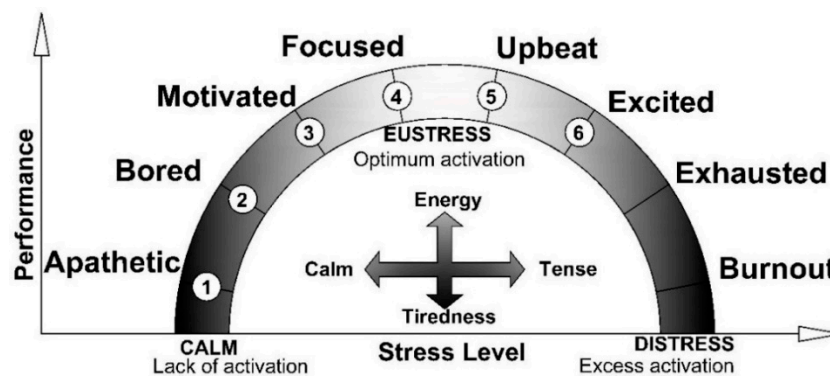 Focused
Upbeat
Motivated
4
5
Excited
3
6
EUSTRESS
Optimum activation
Bored
2
Exhausted
Energy
Performance
Apathetic
1
Calm
Tense
Burnout
Tiredness
CALM
Lack of activation
Stress Level
DISTRESS
Excess activation